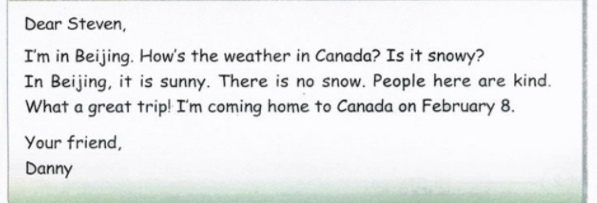 Dear Steven,
I'm in Beijing. How's the weather in Canada? Is it snowy?
In Beijing, it is sunny. There is no snow. People here are kind.
What a great trip! I'm coming home to Canada on February 8.
Your friend,
Danny